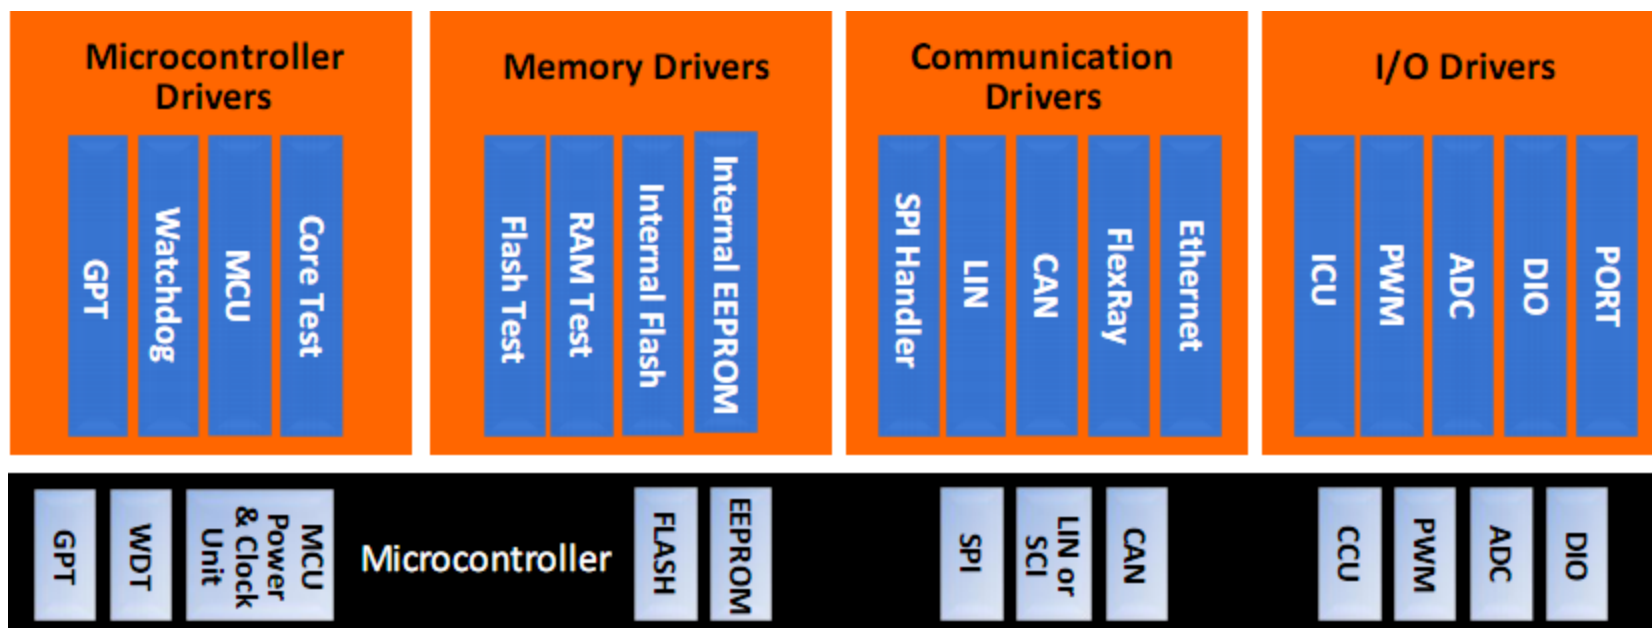 Microcontroller
Drivers
GPT
Watchdog
MCU
Core Test
Memory Drivers
Flash Test
RAM Test
Internal Flash
Internal EEPROM
Communication
Drivers
SPI Handler
LIN
CAN
FlexRay
Ethernet
I/O Drivers
ICU
PWM
ADC
DIO
PORT
GPT
WDT
MCU
Power
& Clock
Unit
Microcontroller
FLASH
EEPROM
SPI
LIN or
SCI
CAN
CCU
PWM
ADC
DIO